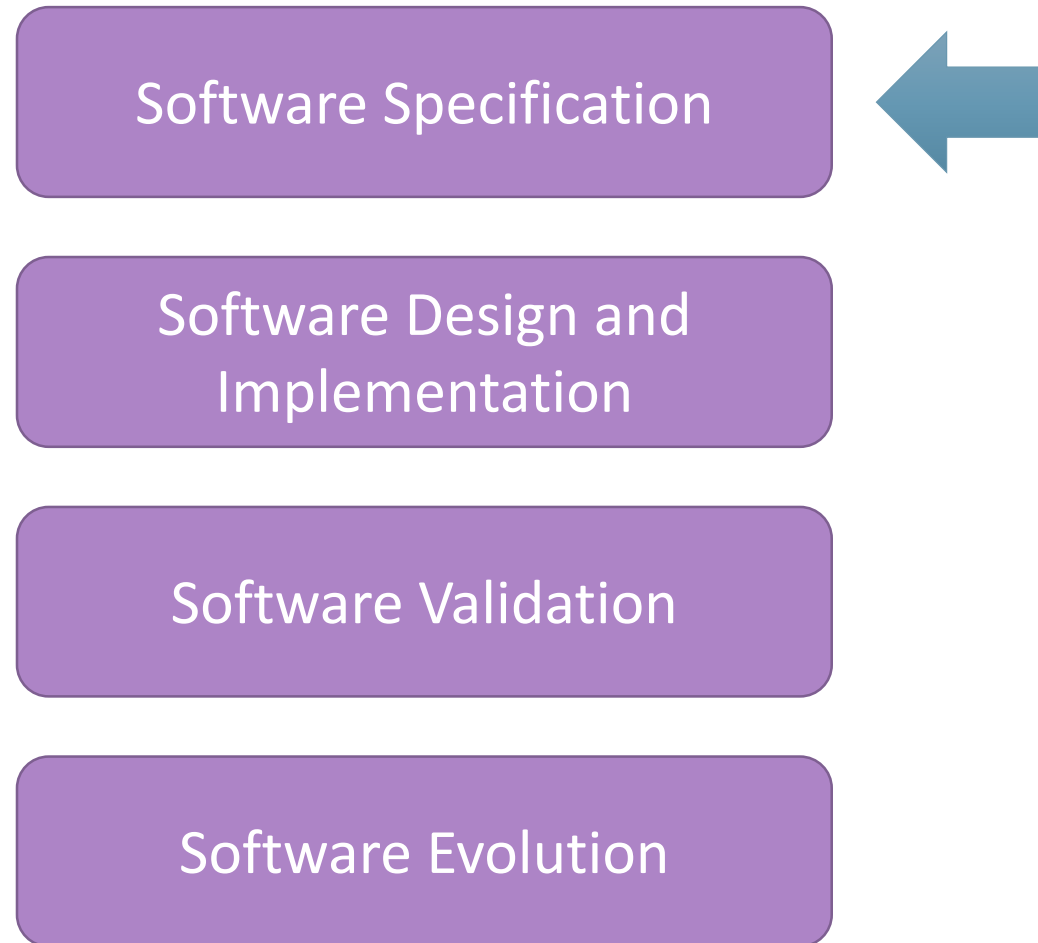 Software Specification
Software Design and
Implementation
Software Validation
Software Evolution